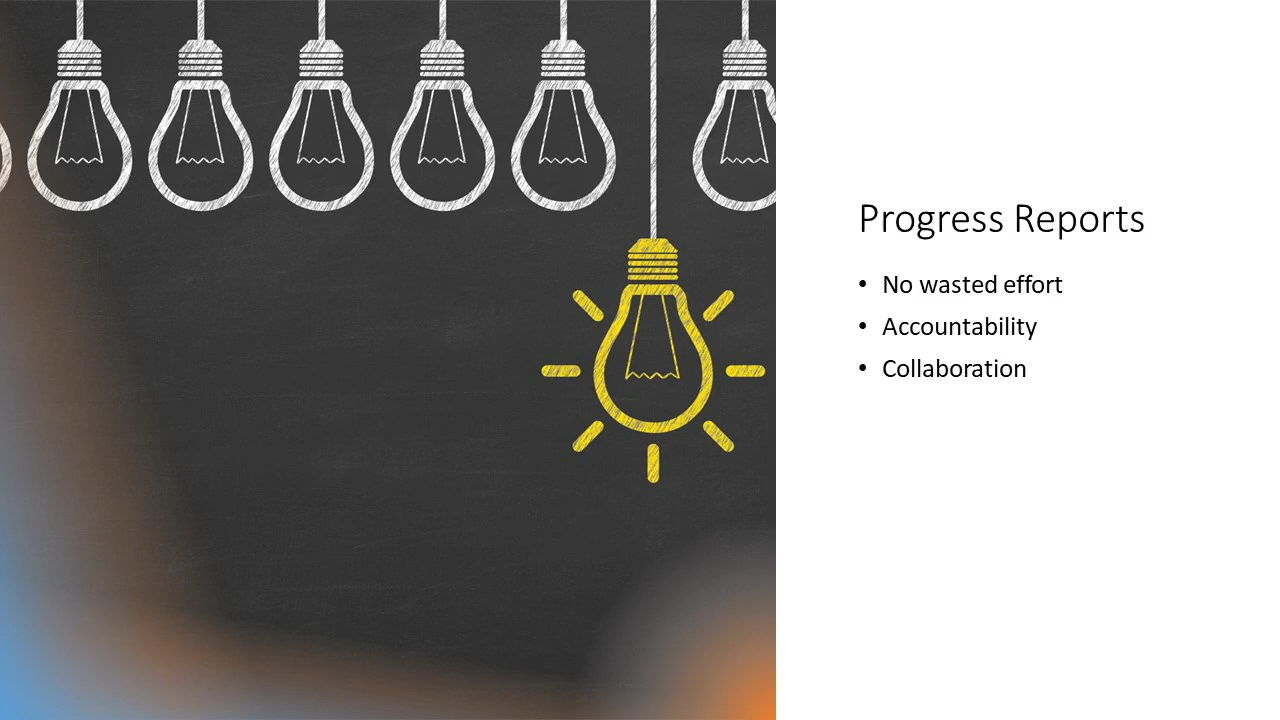 Progress Reports
• No wasted effort
• Accountability
• Collaboration